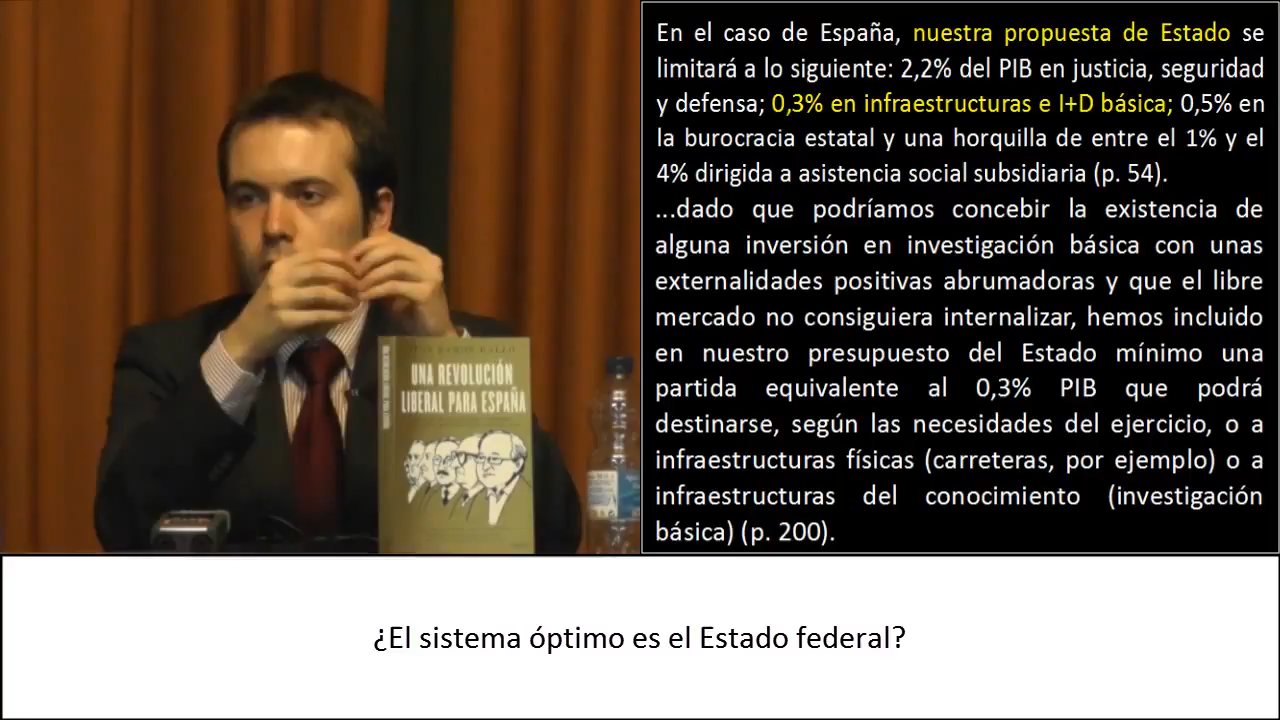 En el caso de España, nuestra propuesta de Estado se
limitará a lo siguiente: 2,2% del PIB en justicia, seguridad
y defensa; 0,3% en infraestructuras e I+D básica; 0,5% en
la burocracia estatal y una horquilla de entre el 1% y el
4% dirigida a asistencia social subsidiaria (p. 54).
...dado que podríamos concebir la existencia de
alguna inversión en investigación básica con unas
externalidades positivas abrumadoras y que el libre
mercado no consiguiera internalizar, hemos incluido
en nuestro presupuesto del Estado mínimo una
partida equivalente al 0,3% PIB que podrá
destinarse, según las necesidades del ejercicio, o a
infraestructuras físicas (carreteras, por ejemplo) o a
infraestructuras del conocimiento (investigación
básica) (p. 200).
UNA REVOLUCIÓN
LIBERAL PARA ESPAÑA
¿El sistema óptimo es el Estado federal?